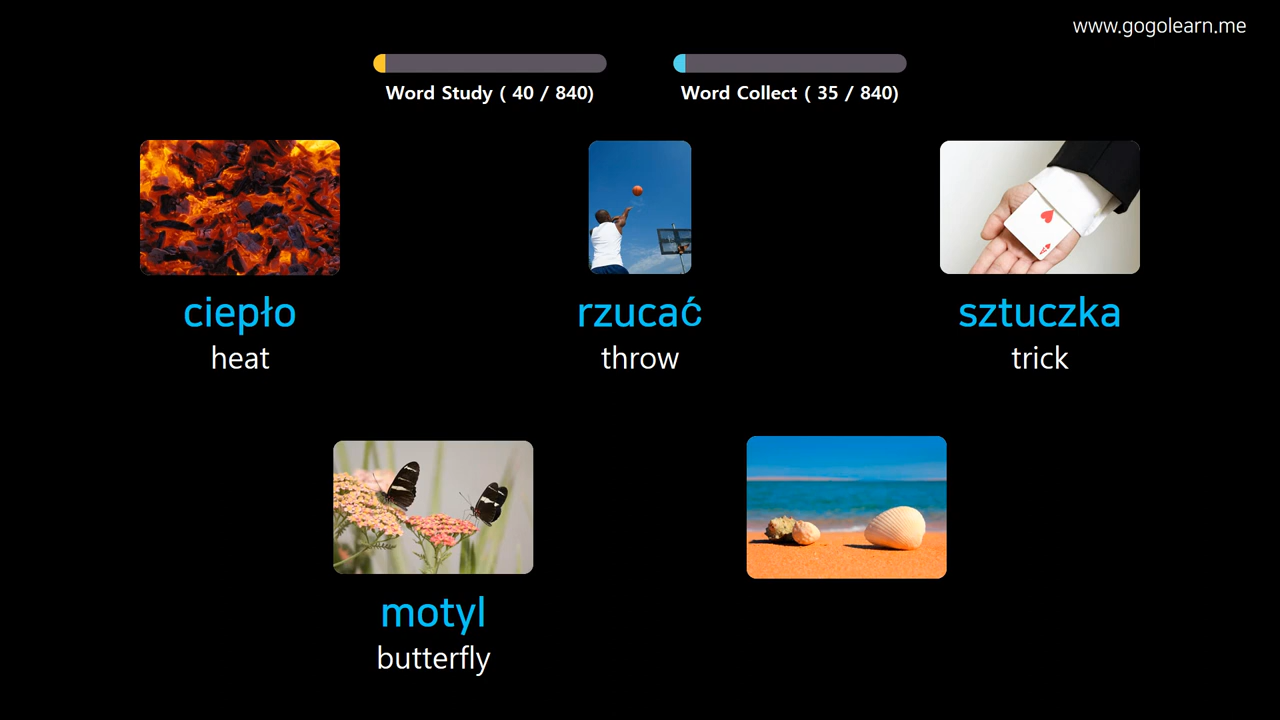 www.gogolearn.me
Word Study ( 40 / 840)
Word Collect ( 35 / 840)
ciepło
heat
rzucać
throw
sztuczka
trick
motyl
butterfly